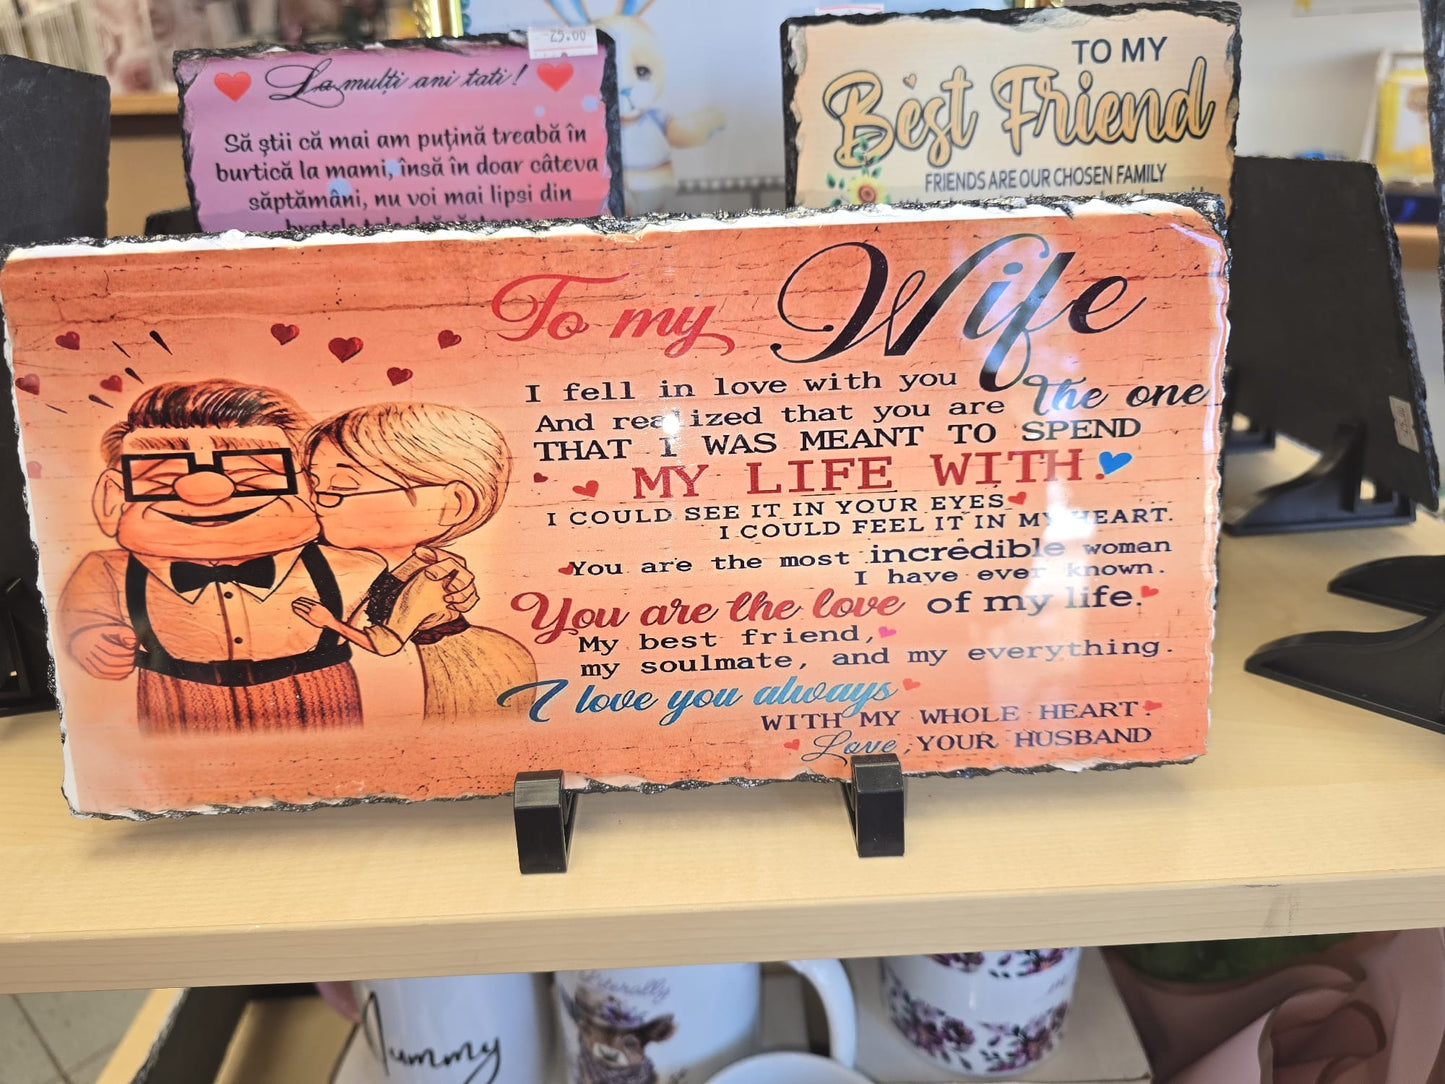 25.00
La mulți ani tati!
Să știi că mai am puțină treabă în
burtică la mami, însă în doar câteva
săptămâni, nu voi mai lipsi din
TO MY
Best Friend
FRIENDS ARE OUR CHOSEN FAMILY
To my Wife
I fell in love with you
And realized that you are the one
THAT I WAS MEANT TO SPEND
MY LIFE WITH.
I COULD SEE IT IN YOUR EYES
I COULD FEEL IT IN MY HEART.
You are the most incredible woman
I have ever known.
You are the love of my life.
My best friend,
my soulmate, and my everything.
I love you always
WITH MY WHOLE HEART.
Love, YOUR HUSBAND
literally